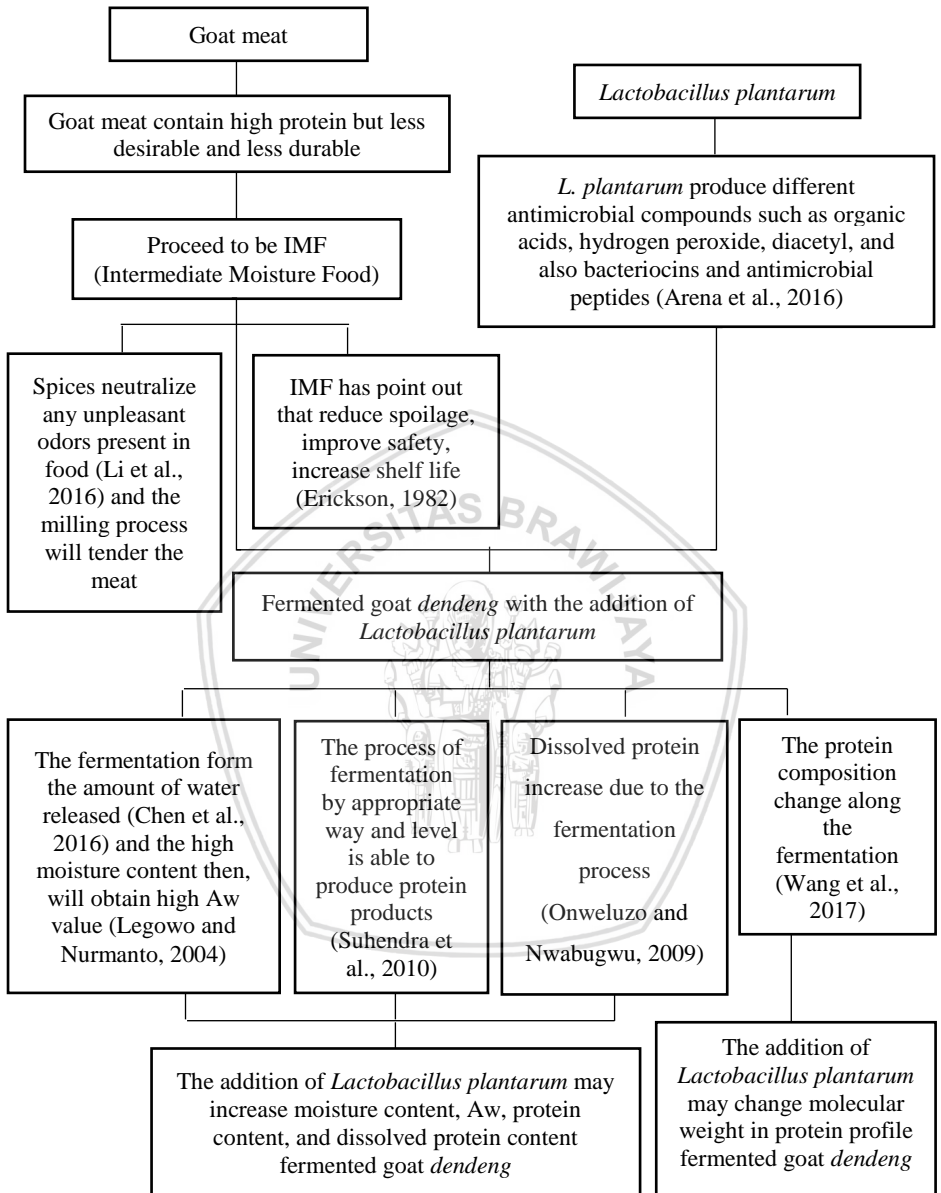 Goat meat
Goat meat contain high protein but less
desirable and less durable
Proceed to be IMF
(Intermediate Moisture Food)
Lactobacillus plantarum
L. plantarum produce different
antimicrobial compounds such as organic
acids, hydrogen peroxide, diacetyl, and
also bacteriocins and antimicrobial
peptides (Arena et al., 2016)
Spices neutralize
any unpleasant
odors present in
food (Li et al.,
2016) and the
milling process
will tender the
meat
IMF has point out
that reduce spoilage,
improve safety,
increase shelf life
(Erickson, 1982)
UNIVERSITAS BRAWIJAYA
Fermented goat dendeng with the addition of
Lactobacillus plantarum
The fermentation form
the amount of water
released (Chen et al.,
2016) and the high
moisture content then,
will obtain high Aw
value (Legowo and
Nurmanto, 2004)
The process of
fermentation
by appropriate
way and level
is able to
produce protein
products
(Suhendra et
al., 2010)
Dissolved protein
increase due to the
fermentation
process
(Onweluzo and
Nwabugwu, 2009)
The protein
composition
change along
the
fermentation
(Wang et al.,
2017)
The addition of Lactobacillus plantarum may
increase moisture content, Aw, protein
content, and dissolved protein content
fermented goat dendeng
The addition of
Lactobacillus plantarum
may change molecular
weight in protein profile
fermented goat dendeng